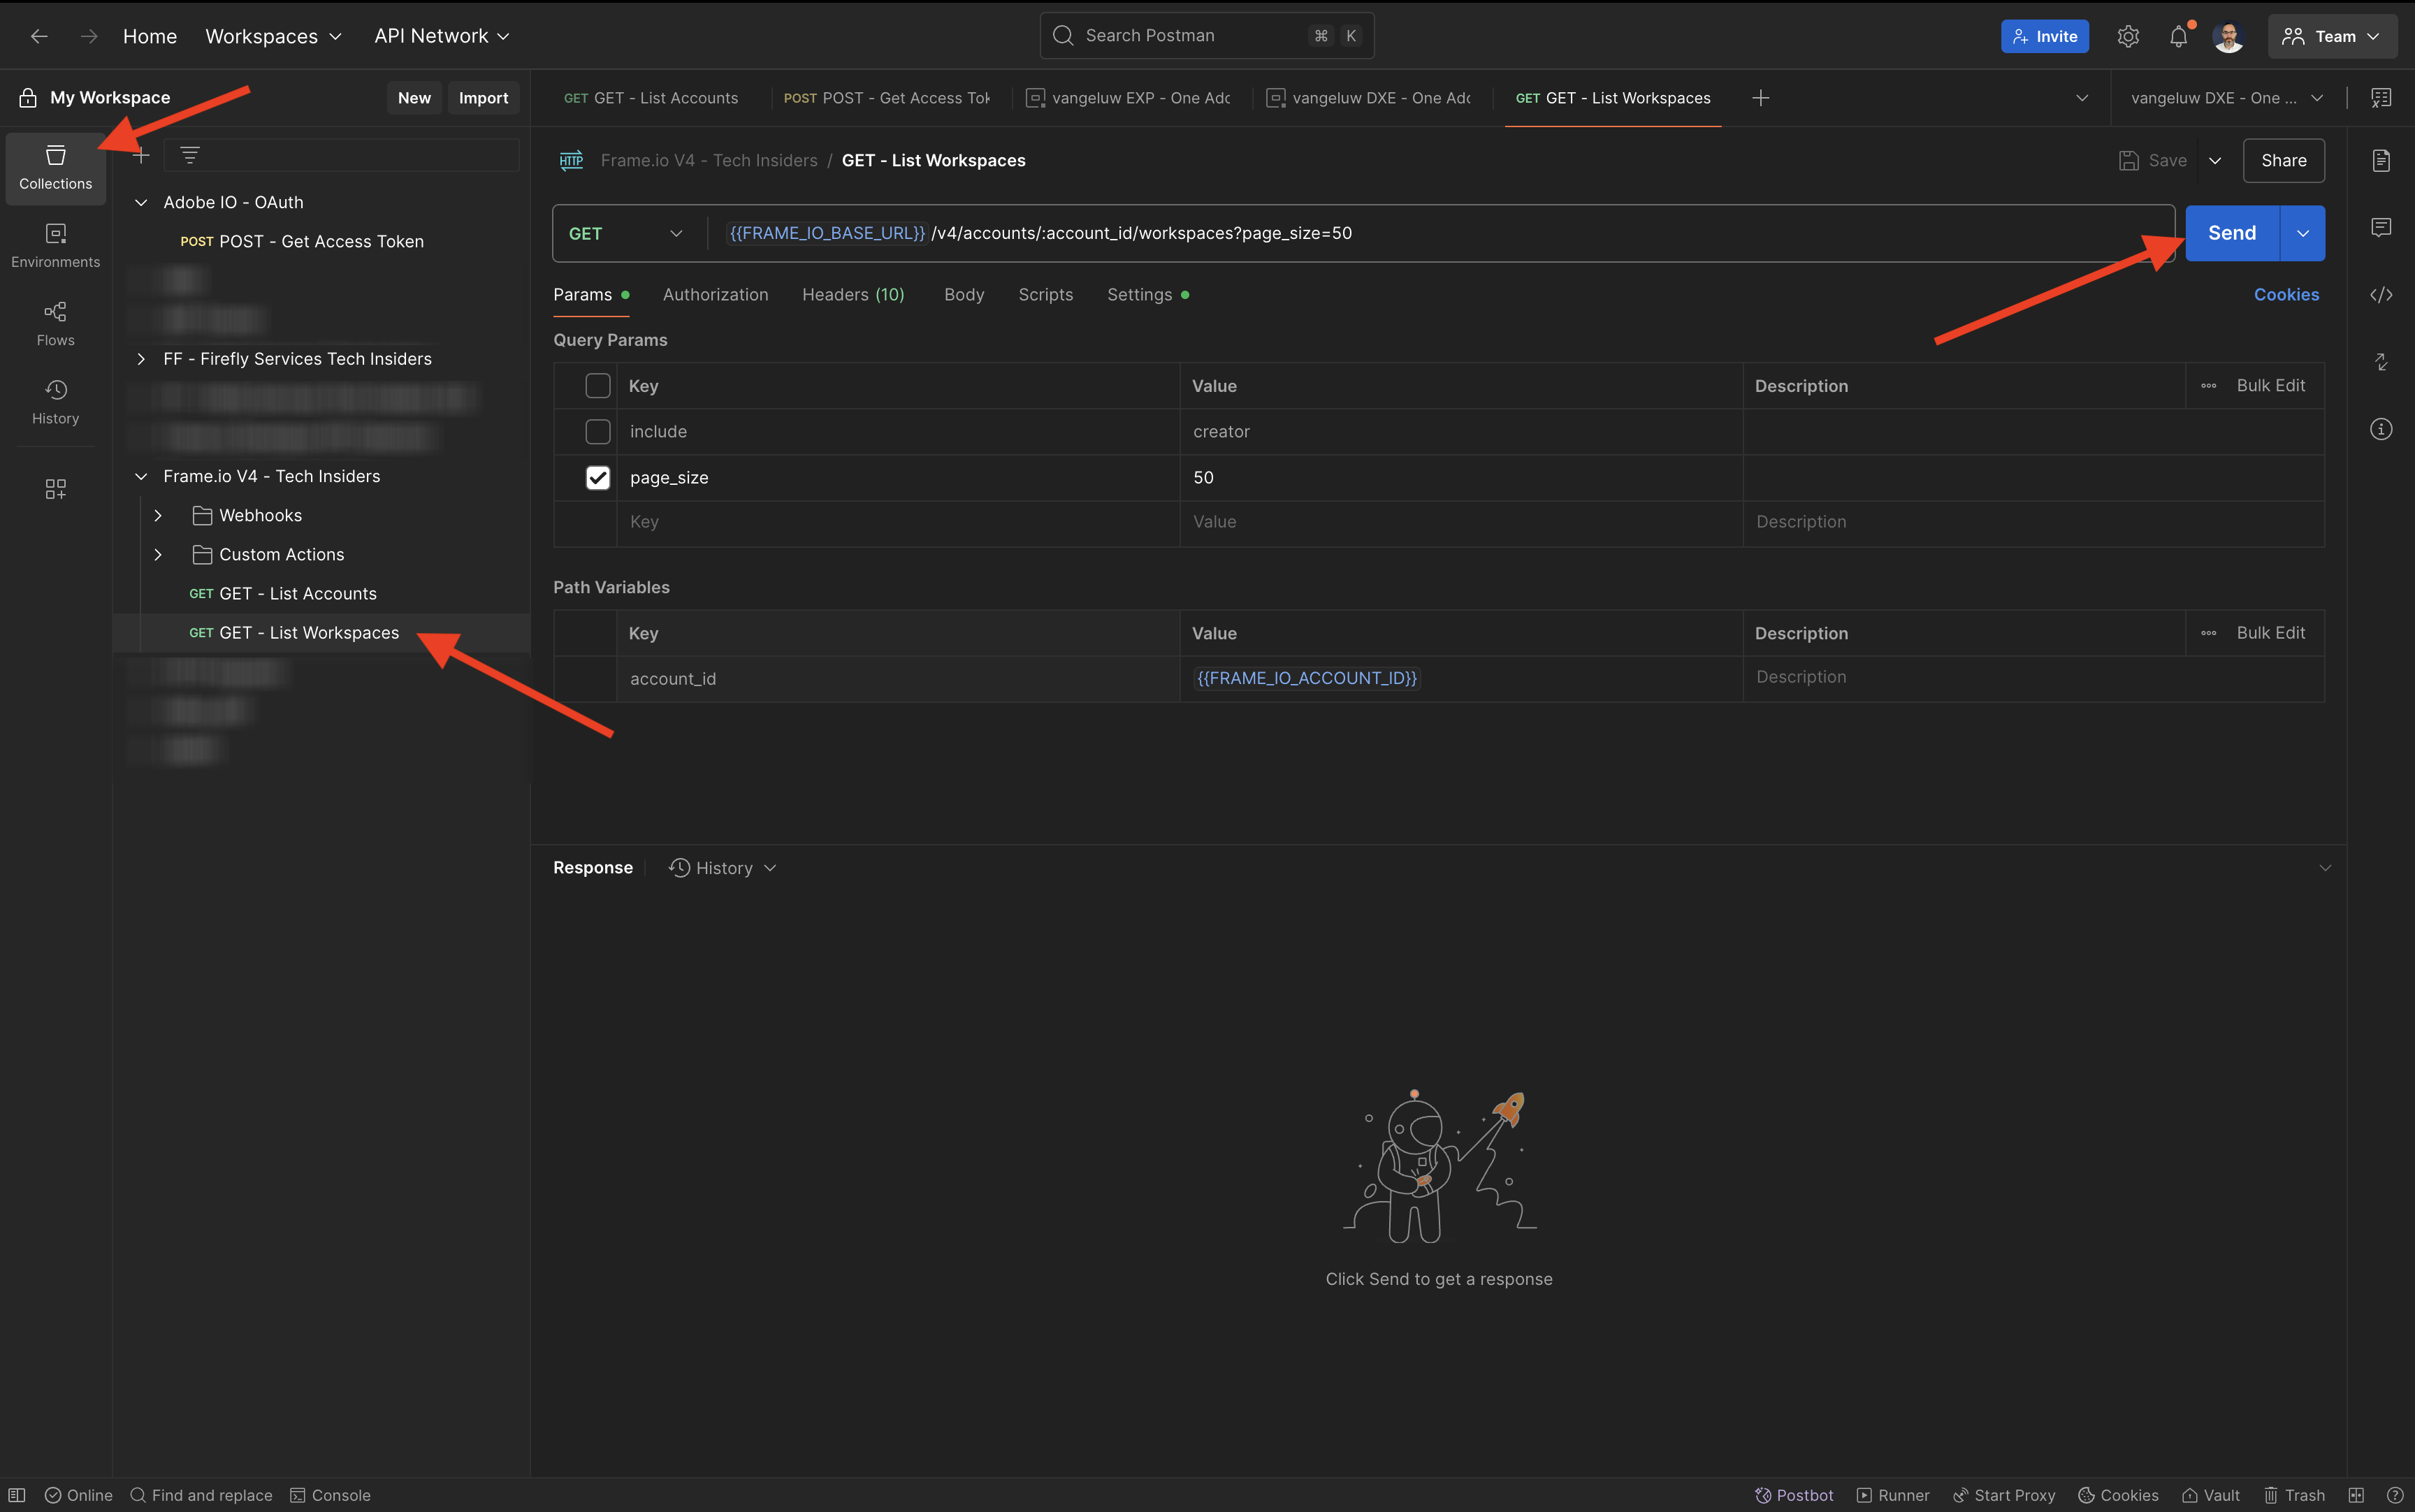 Home Workspaces API Network Search Postman ⌘ K Invite Team
My Workspace New Import
GET GET - List Accounts POST POST - Get Access Tok vangeluw EXP - One Adc vangeluw DXE - One Adc GET GET - List Workspaces vangeluw DXE - One ...
Collections
Environments
Flows
History
Adobe IO - OAuth
POST POST - Get Access Token
FF - Firefly Services Tech Insiders
Frame.io V4 - Tech Insiders
Webhooks
Custom Actions
GET GET - List Accounts
GET GET - List Workspaces
HTTP Frame.io V4 - Tech Insiders / GET - List Workspaces Save Share
GET {{FRAME_IO_BASE_URL}} /v4/accounts/:account_id/workspaces?page_size=50 Send
Params Authorization Headers (10) Body Scripts Settings Cookies
Query Params
Key Value Description Bulk Edit
include creator
page_size 50
Key Value Description
Path Variables
Key Value Description Bulk Edit
account_id {{FRAME_IO_ACCOUNT_ID}} Description
Response History
Click Send to get a response
Online Find and replace Console Postbot Runner Start Proxy Cookies Vault Trash